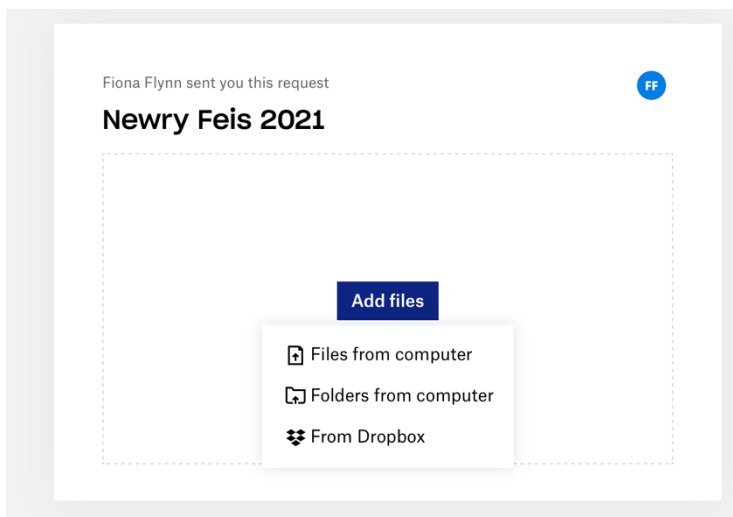 Fiona Flynn sent you this request
FF
Newry Feis 2021
Add files
Files from computer
Folders from computer
From Dropbox